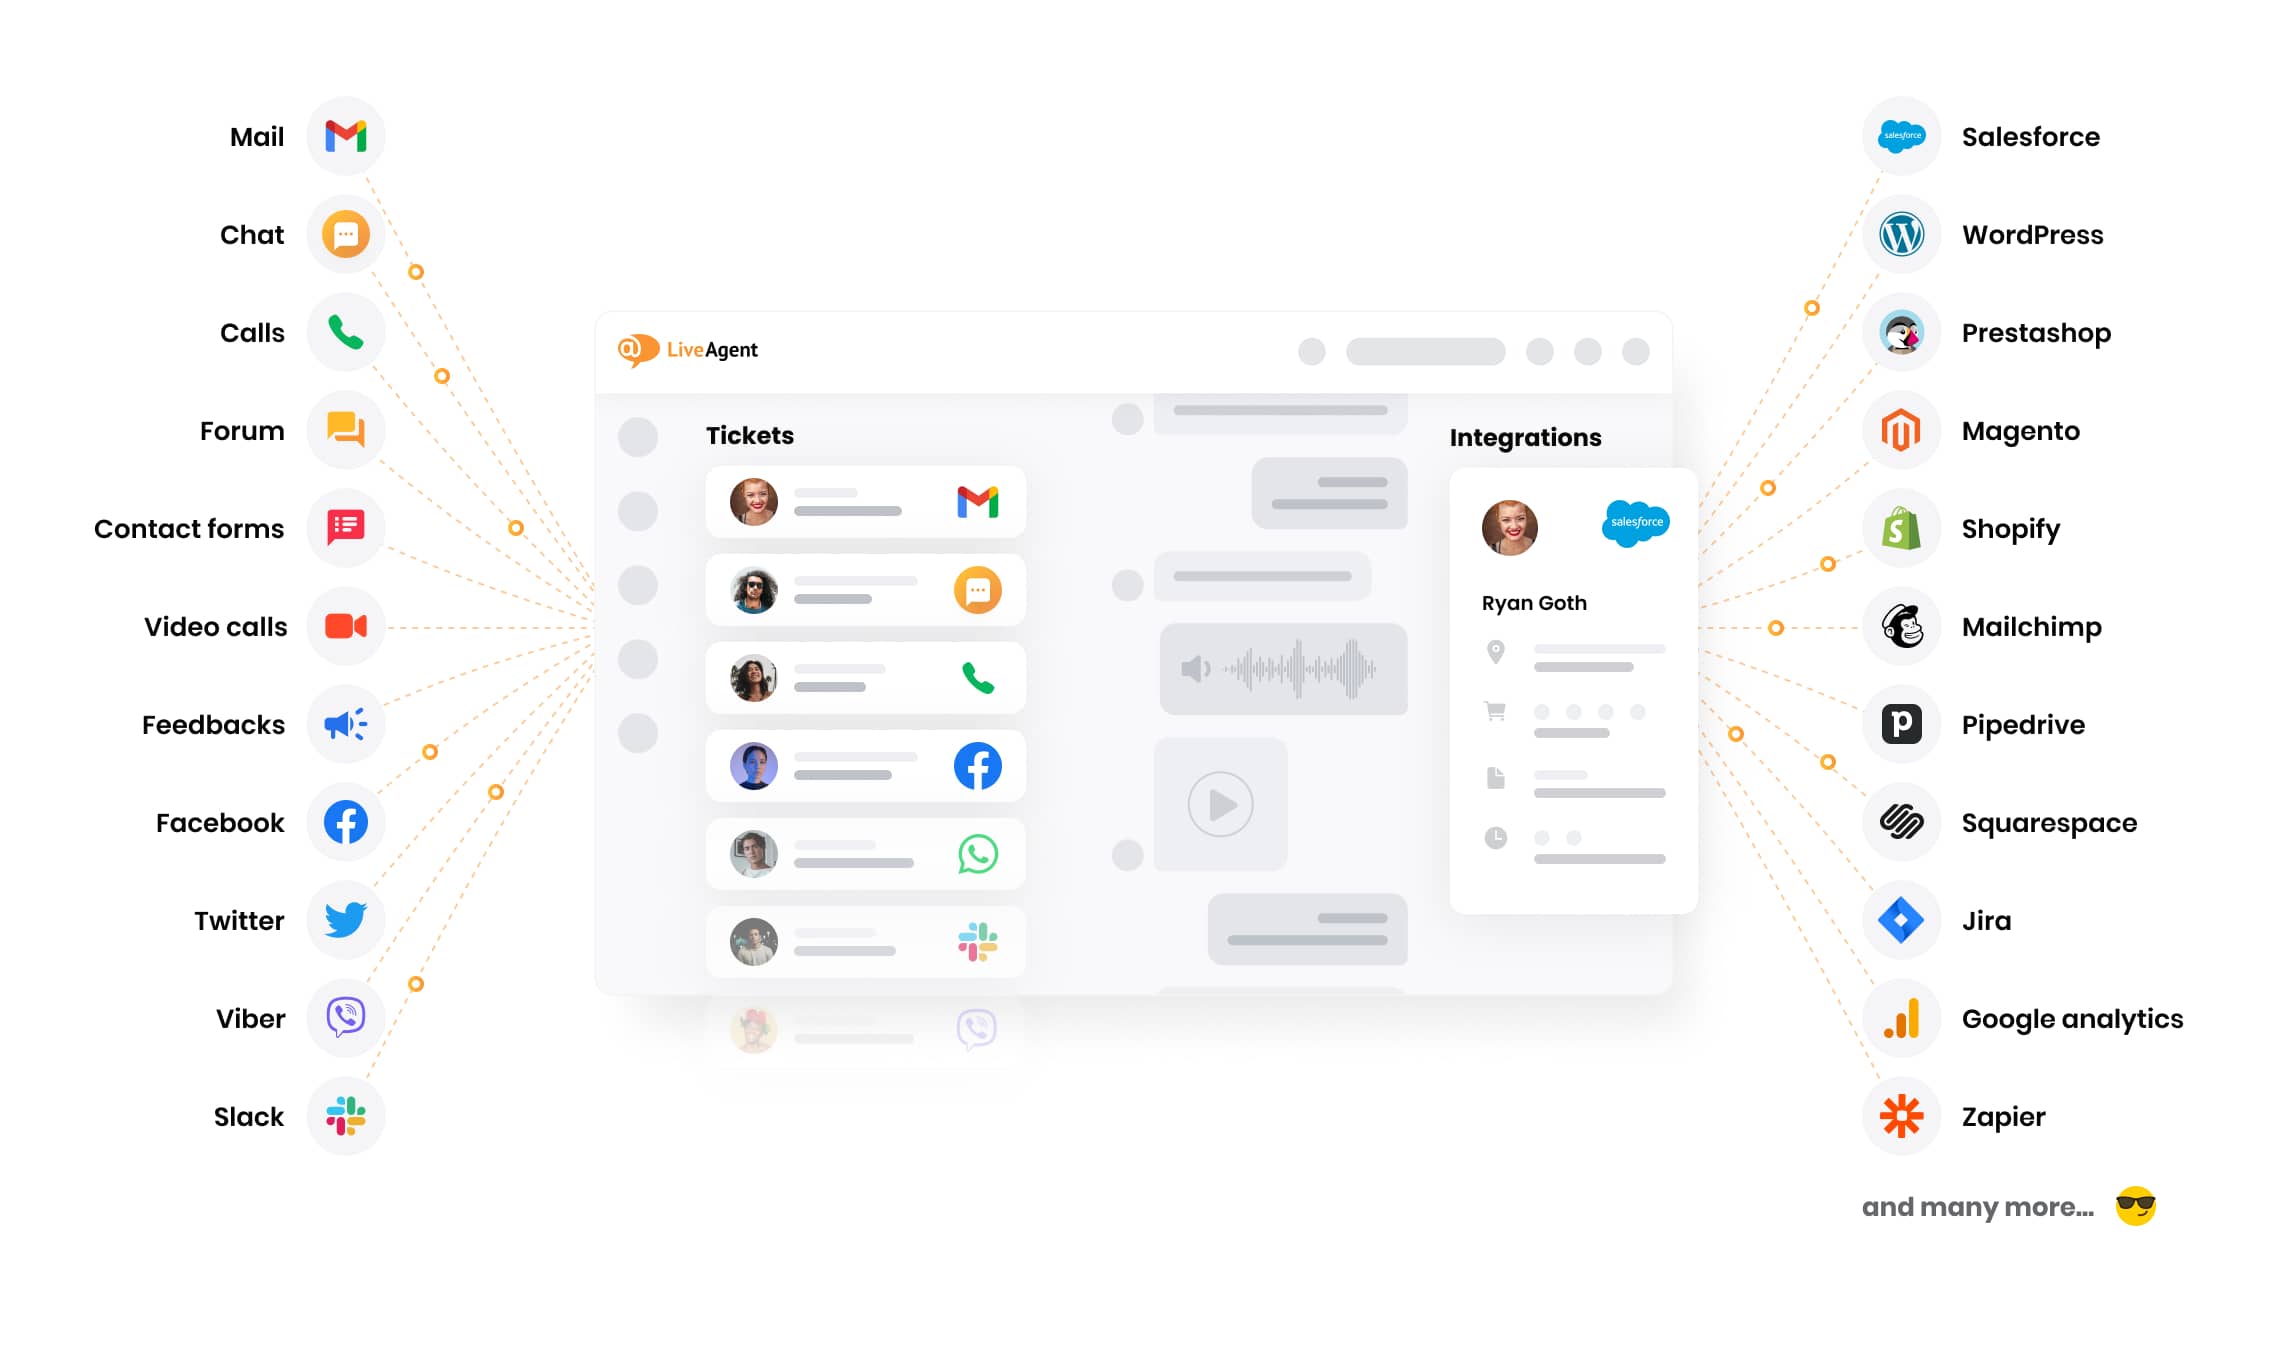 Mail
Chat
Calls
Forum
Contact forms
Video calls
Feedbacks
Facebook
Twitter
Viber
Slack
LiveAgent
Tickets
Integrations
salesforce
Ryan Goth
salesforce
Salesforce
WordPress
Prestashop
Magento
Shopify
Mailchimp
Pipedrive
Squarespace
Jira
Google analytics
Zapier
and many more...